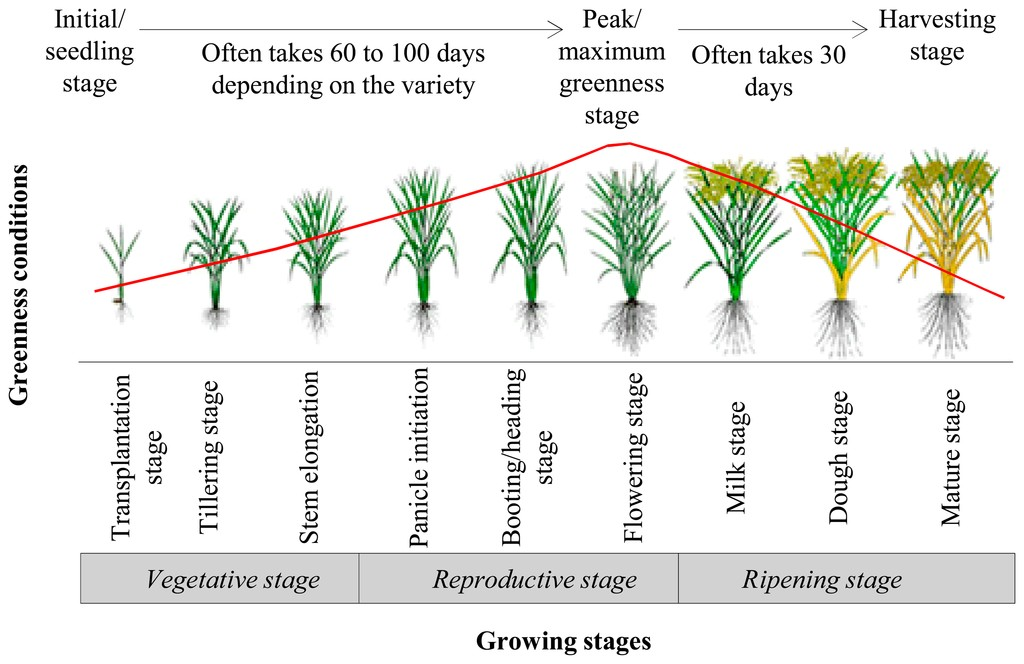 Initial/
seedling
stage
Often takes 60 to 100 days
depending on the variety
Peak/
maximum
greenness
stage
Often takes 30
days
Harvesting
stage
Greenness conditions
Transplantation
stage
Tillering stage
Stem elongation
Panicle initiation
Booting/heading
stage
Flowering stage
Milk stage
Dough stage
Mature stage
Vegetative stage
Reproductive stage
Ripening stage
Growing stages